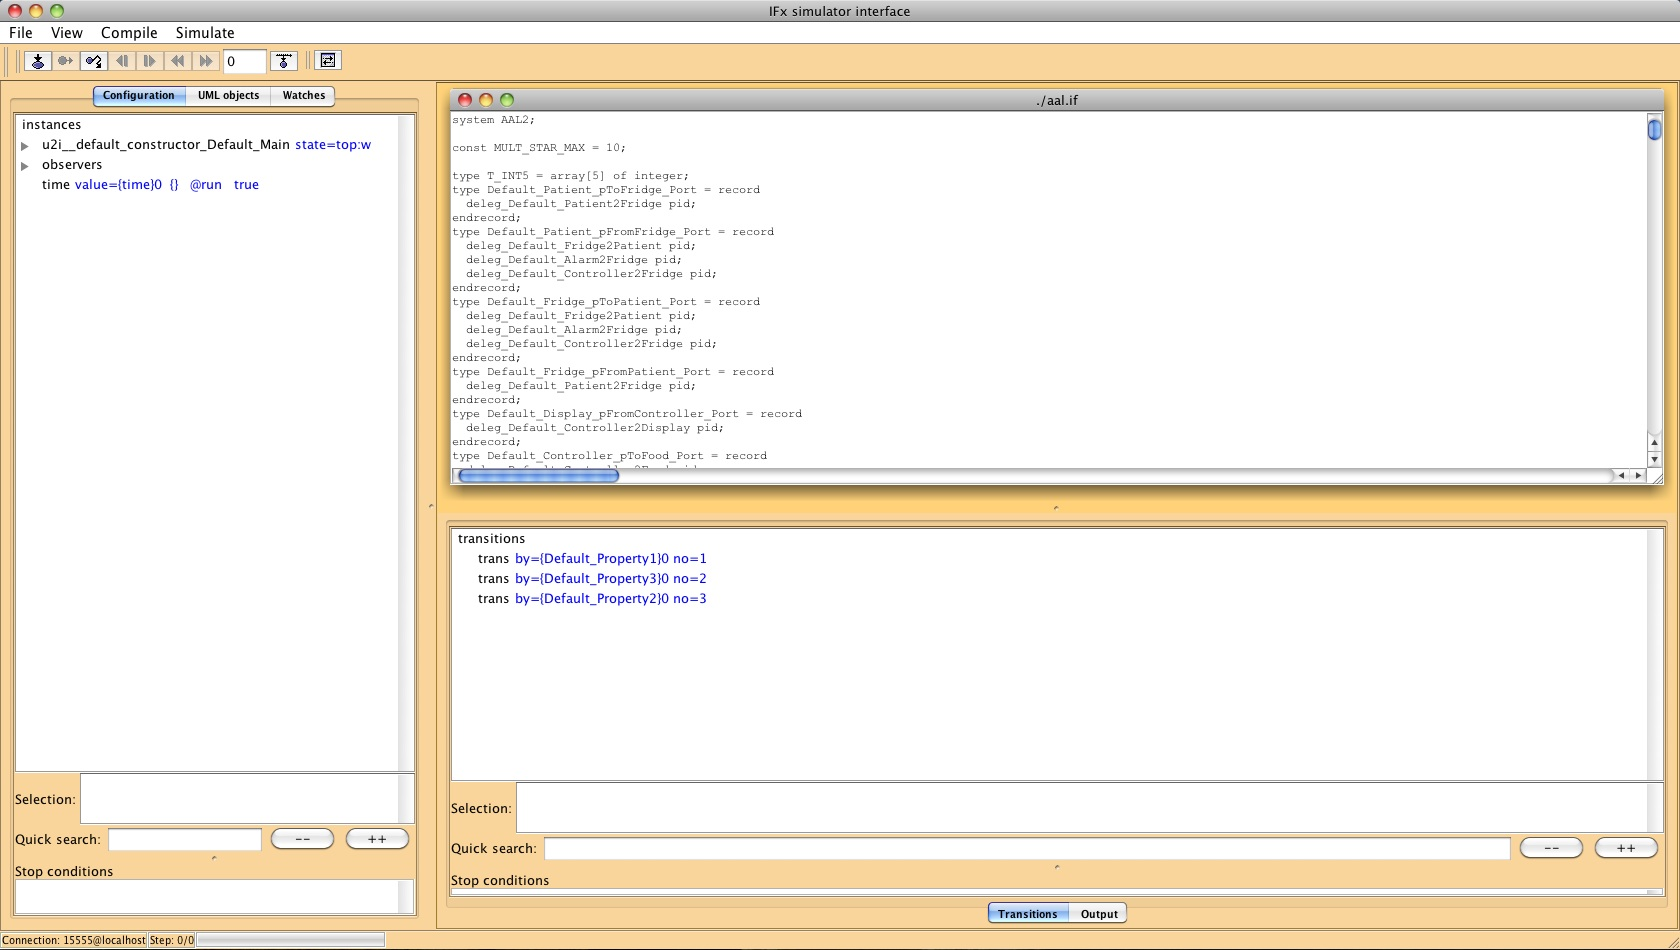 IFx simulator interface
File View Compile Simulate
0
Configuration UML objects Watches
instances
u2i__default_constructor_Default_Main state=top:w
observers
time value={time}0 {} @run true
Selection:
Quick search: -- ++
Stop conditions
./aal.if
system AAL2;
const MULT_STAR_MAX = 10;
type T_INT5 = array[5] of integer;
type Default_Patient_pToFridge_Port = record
deleg_Default_Patient2Fridge pid;
endrecord;
type Default_Patient_pFromFridge_Port = record
deleg_Default_Fridge2Patient pid;
deleg_Default_Alarm2Fridge pid;
deleg_Default_Controller2Fridge pid;
endrecord;
type Default_Fridge_pToPatient_Port = record
deleg_Default_Fridge2Patient pid;
deleg_Default_Alarm2Fridge pid;
deleg_Default_Controller2Fridge pid;
endrecord;
type Default_Fridge_pFromPatient_Port = record
deleg_Default_Patient2Fridge pid;
endrecord;
type Default_Display_pFromController_Port = record
deleg_Default_Controller2Display pid;
endrecord;
type Default_Controller_pToFood_Port = record
transitions
trans by={Default_Property1}0 no=1
trans by={Default_Property3}0 no=2
trans by={Default_Property2}0 no=3
Selection:
Quick search: -- ++
Stop conditions
Transitions Output
Connection: 15555@localhost Step: 0/0